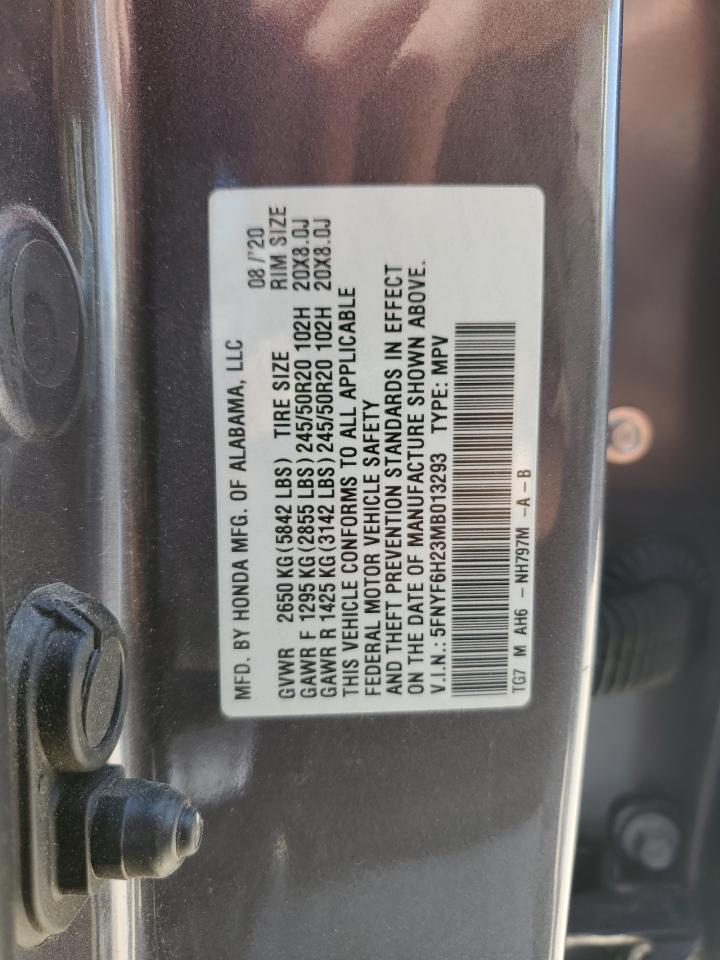 MFD. BY HONDA MFG. OF ALABAMA, LLC 08/'20
GVWR 2650 KG (5842 LBS) TIRE SIZE RIM SIZE
GAWR F 1295 KG (2855 LBS) 245/50R20 102H 20X8.0J
GAWR R 1425 KG (3142 LBS) 245/50R20 102H 20X8.0J
THIS VEHICLE CONFORMS TO ALL APPLICABLE
FEDERAL MOTOR VEHICLE SAFETY
AND THEFT PREVENTION STANDARDS IN EFFECT
ON THE DATE OF MANUFACTURE SHOWN ABOVE.
V.I.N.: 5FNYF6H23MB013293 TYPE: MPV
TG7 M AH6 - NH797M -A-B